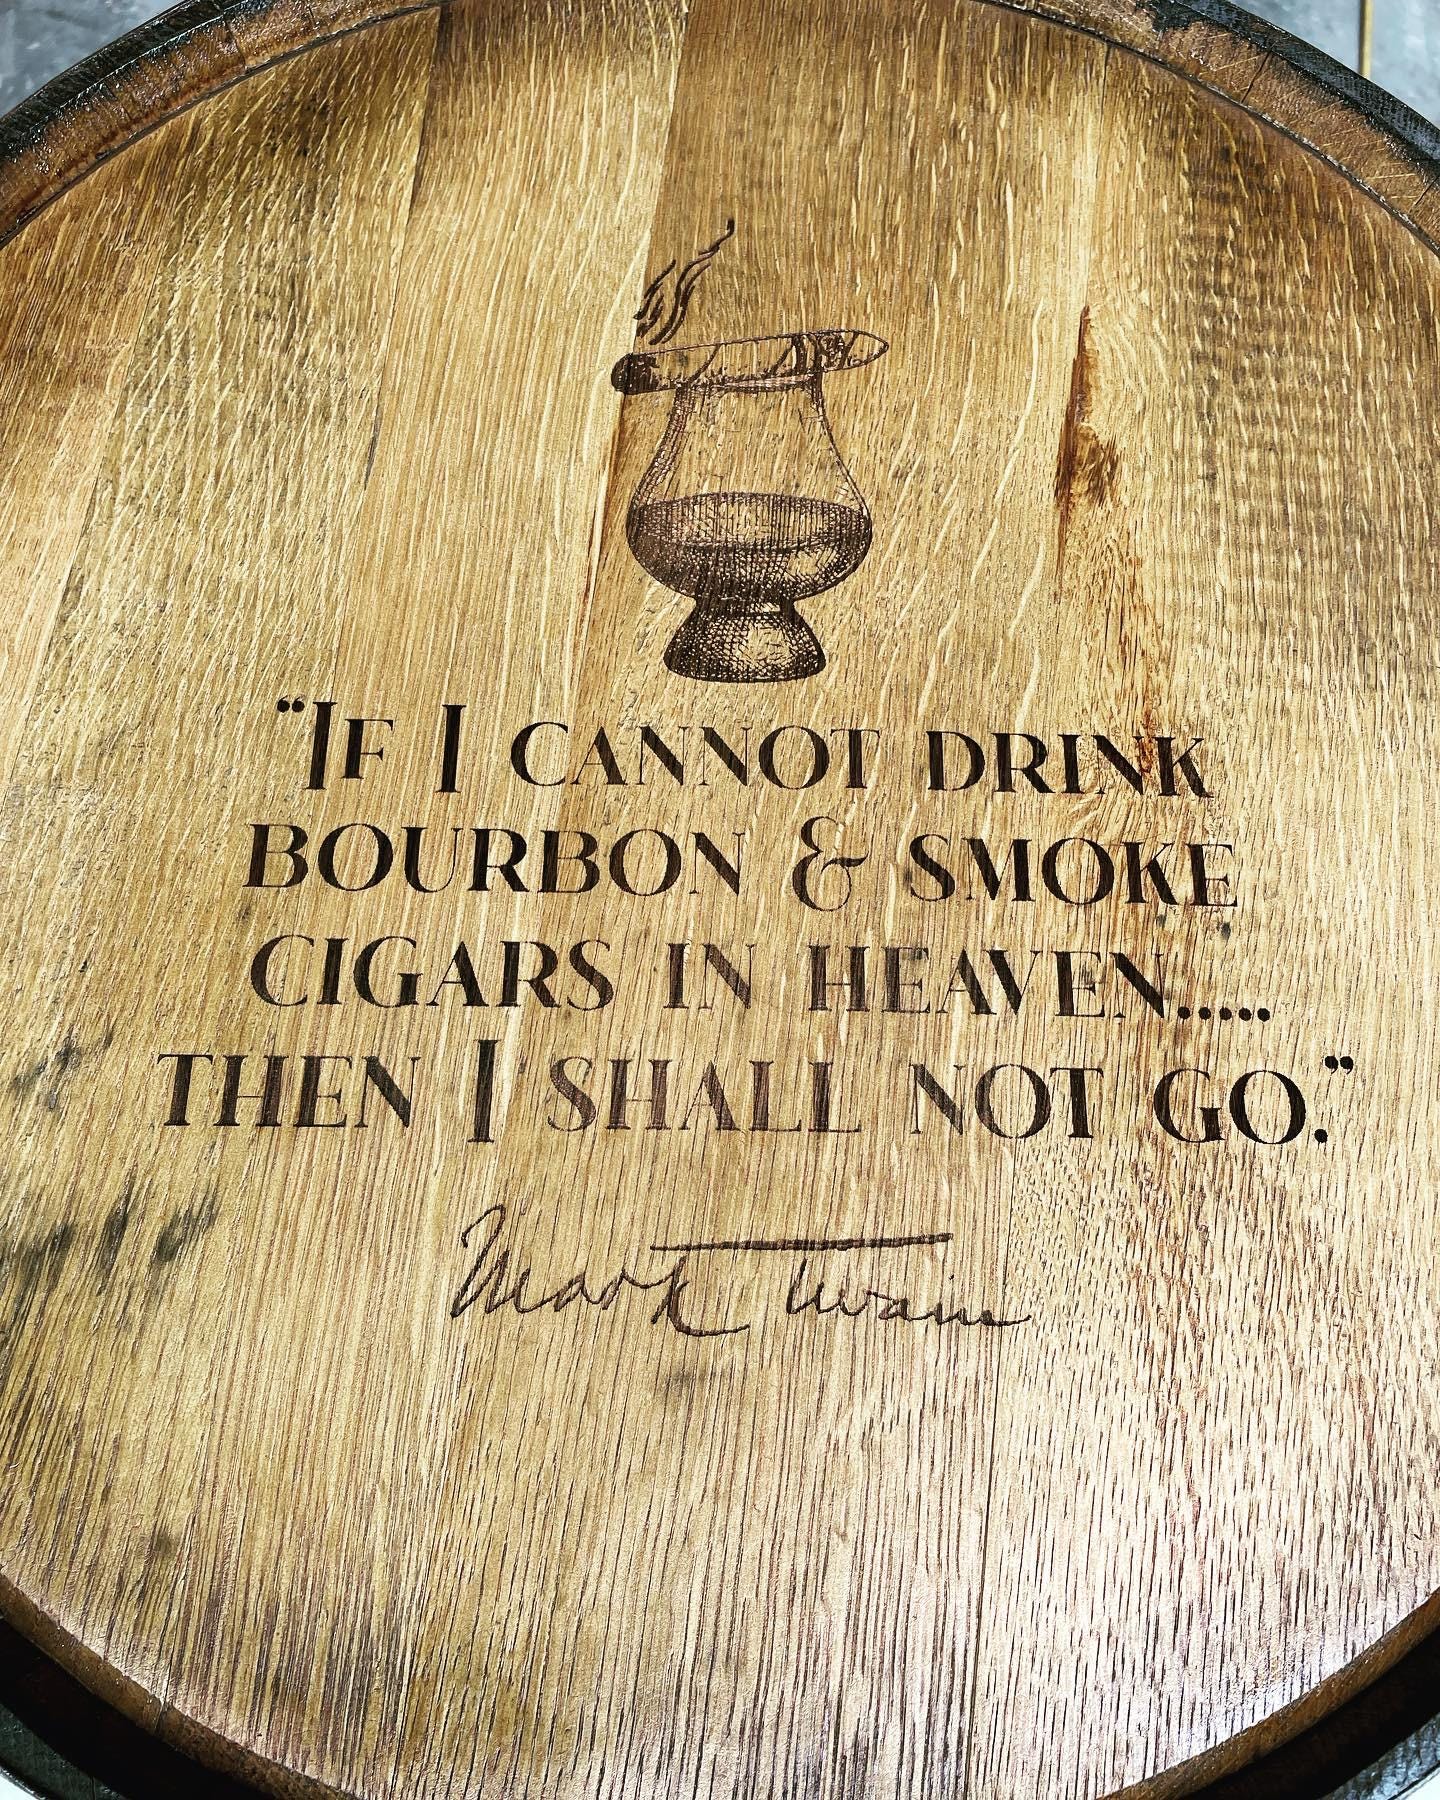 “If I cannot drink
bourbon & smoke
cigars in heaven.....
then I shall not go.”
Mark Twain